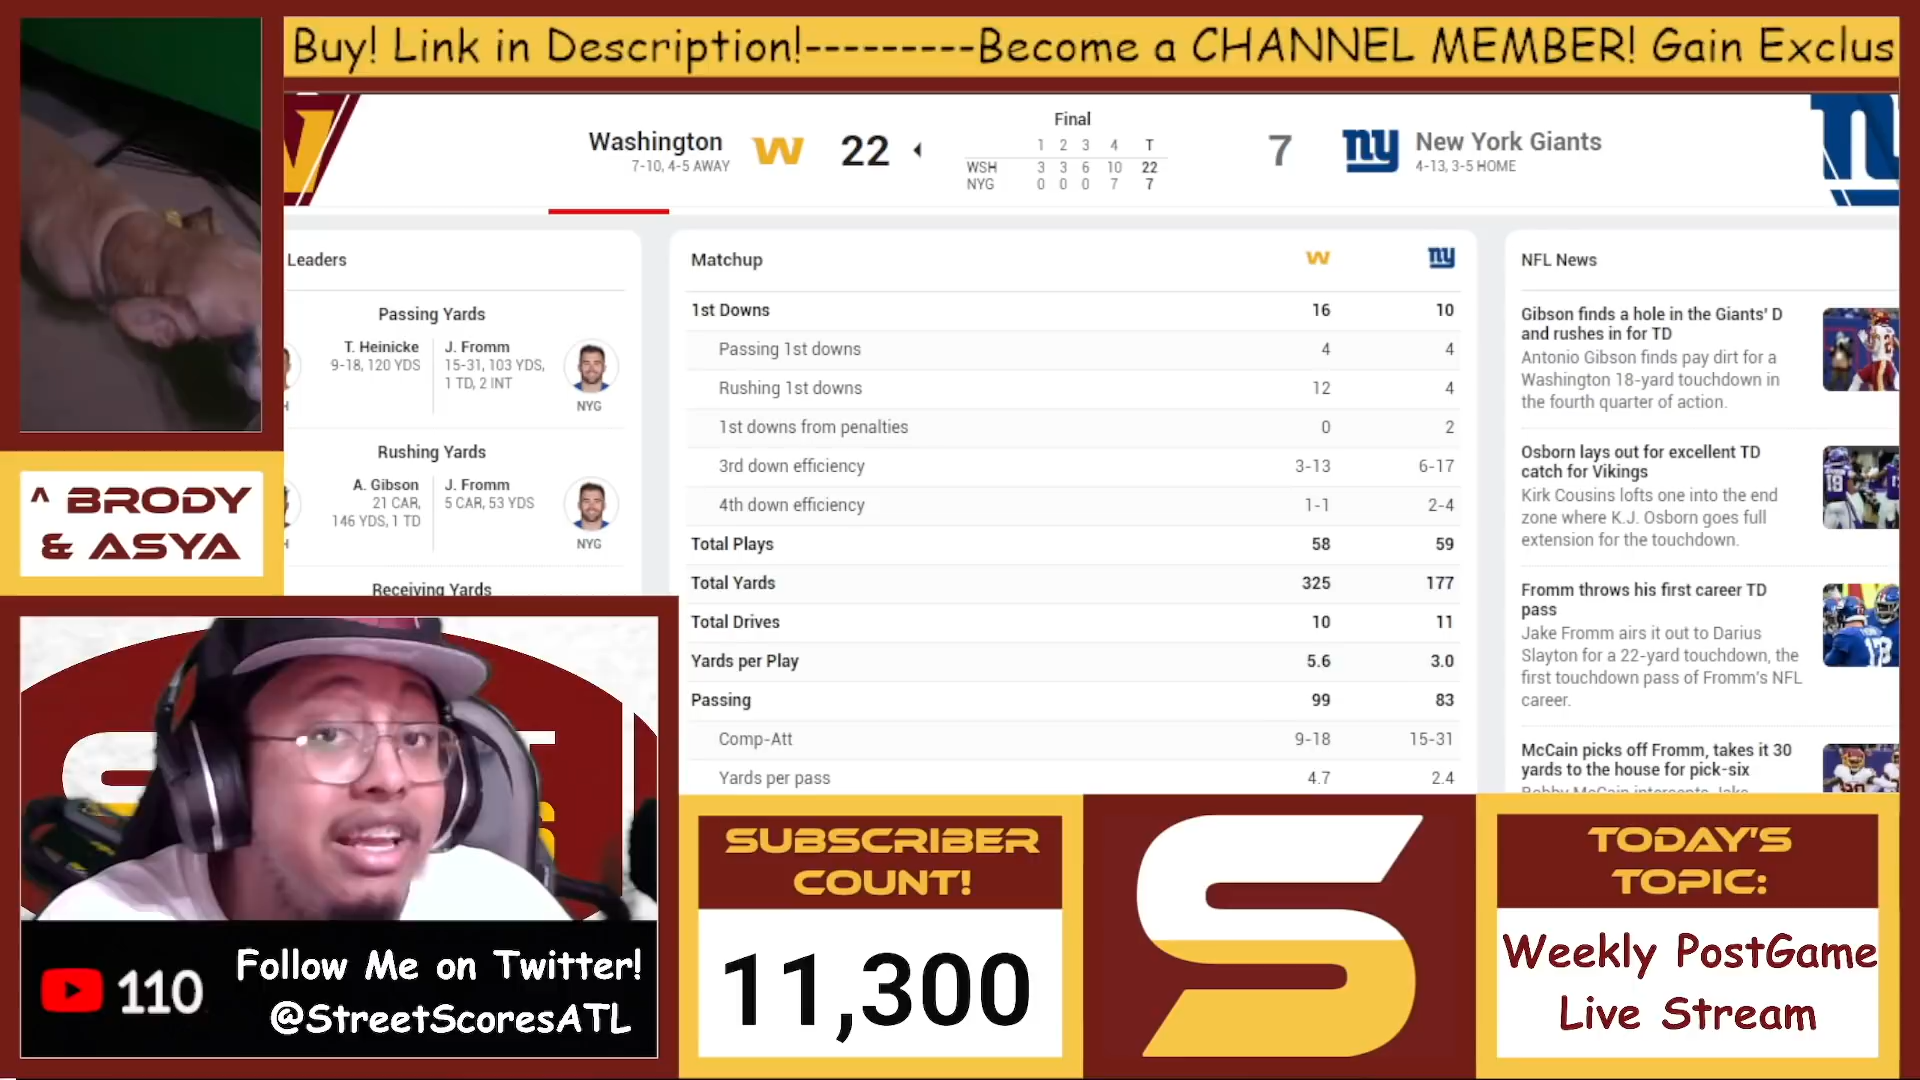 Buy! Link in Description!---------Become a CHANNEL MEMBER! Gain Exclus
Washington
7-10, 4-5 AWAY
W
22
Final
1 2 3 4 T
WSH 3 3 6 10 22
NYG 0 0 0 7 7
7
ny
New York Giants
4-13, 3-5 HOME
Leaders
Passing Yards
T. Heinicke
9-18, 120 YDS
J. Fromm
15-31, 103 YDS,
1 TD, 2 INT
NYG
Rushing Yards
A. Gibson
21 CAR,
146 YDS, 1 TD
J. Fromm
5 CAR, 53 YDS
NYG
Receiving Yards
Matchup W ny
1st Downs 16 10
Passing 1st downs 4 4
Rushing 1st downs 12 4
1st downs from penalties 0 2
3rd down efficiency 3-13 6-17
4th down efficiency 1-1 2-4
Total Plays 58 59
Total Yards 325 177
Total Drives 10 11
Yards per Play 5.6 3.0
Passing 99 83
Comp-Att 9-18 15-31
Yards per pass 4.7 2.4
NFL News
Gibson finds a hole in the Giants' D
and rushes in for TD
Antonio Gibson finds pay dirt for a
Washington 18-yard touchdown in
the fourth quarter of action.
Osborn lays out for excellent TD
catch for Vikings
Kirk Cousins lofts one into the end
zone where K.J. Osborn goes full
extension for the touchdown.
Fromm throws his first career TD
pass
Jake Fromm airs it out to Darius
Slayton for a 22-yard touchdown, the
first touchdown pass of Fromm's NFL
career.
McCain picks off Fromm, takes it 30
yards to the house for pick-six
^ BRODY
& ASYA
110
Follow Me on Twitter!
@StreetScoresATL
SUBSCRIBER
COUNT!
11,300
S
TODAY'S
TOPIC:
Weekly PostGame
Live Stream